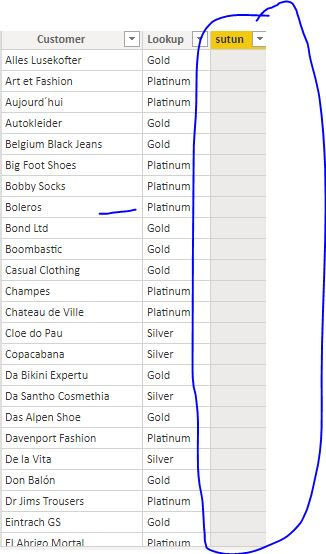 Customer Lookup sutun
Alles Lusekofter Gold
Art et Fashion Platinum
Aujourd´hui Platinum
Autokleider Gold
Belgium Black Jeans Gold
Big Foot Shoes Platinum
Bobby Socks Platinum
Boleros Platinum
Bond Ltd Gold
Boombastic Gold
Casual Clothing Gold
Champes Platinum
Chateau de Ville Platinum
Cloe do Pau Silver
Copacabana Silver
Da Bikini Expertu Gold
Da Santho Cosmethia Silver
Das Alpen Shoe Gold
Davenport Fashion Platinum
De la Vita Silver
Don Balón Gold
Dr Jims Trousers Platinum
Eintrach GS Gold
El Abrigo Mortal Platinum